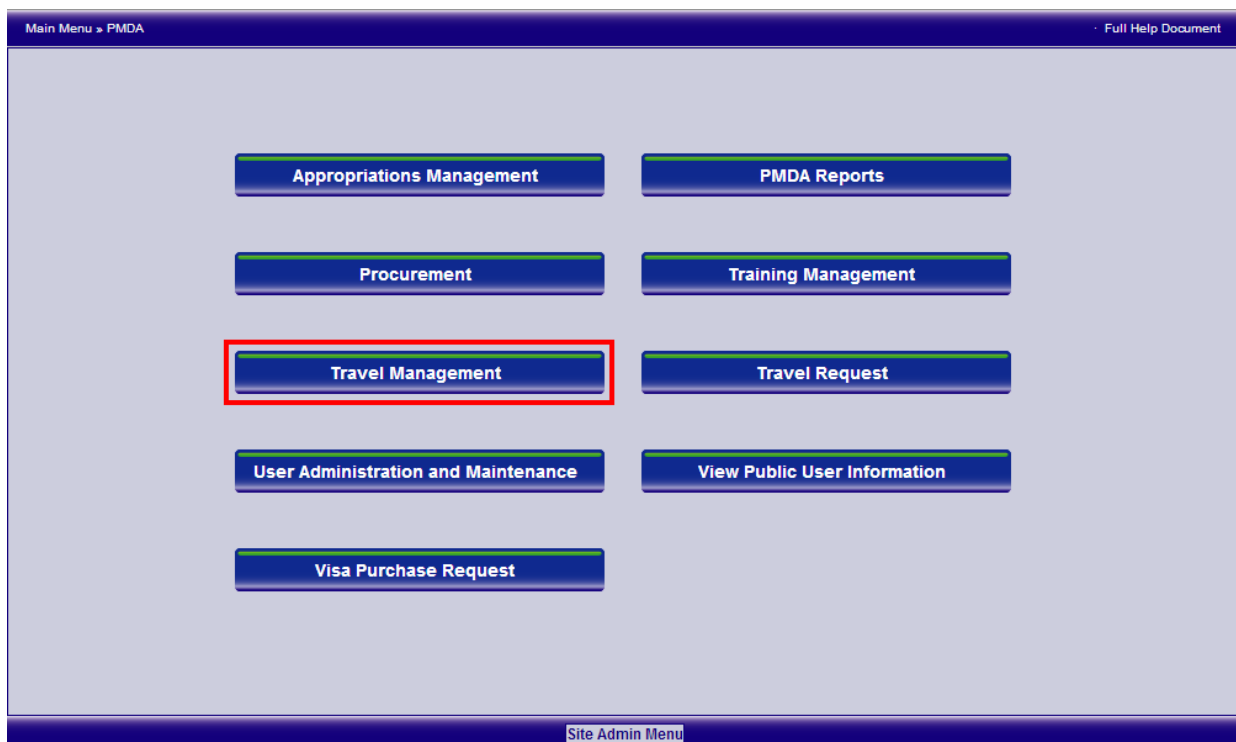 Main Menu » PMDA
· Full Help Document
Appropriations Management
PMDA Reports
Procurement
Training Management
Travel Management
Travel Request
User Administration and Maintenance
View Public User Information
Visa Purchase Request
Site Admin Menu